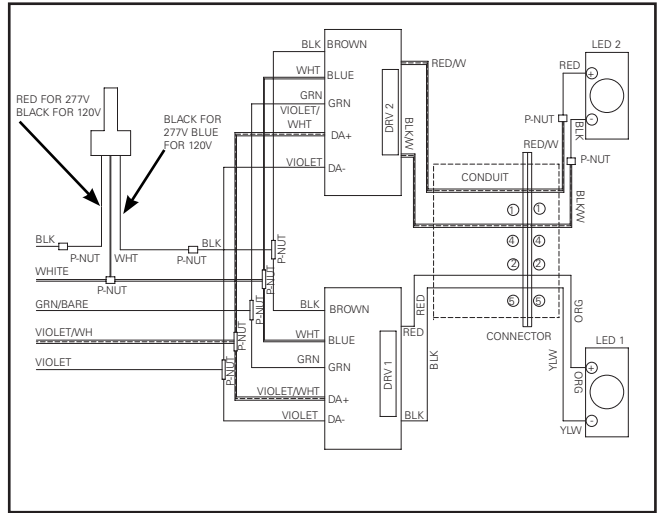 RED FOR 277V
BLACK FOR 120V
BLACK FOR
277V BLUE
FOR 120V
BLK
P-NUT
WHT
P-NUT
BLK
WHITE
P-NUT
GRN/BARE
VIOLET/WH
VIOLET
P-NUT
P-NUT
P-NUT
P-NUT
P-NUT
BLK
BROWN
WHT
BLUE
GRN
GRN
VIOLET/
WHT
DA+
VIOLET
DA-
DRV 2
RED/W
BLK/W
BLK
BROWN
WHT
BLUE
GRN
GRN
VIOLET/WHT
DA+
VIOLET
DA-
DRV 1
RED
RED
BLK
BLK
CONDUIT
RED/W
1
1
4
4
2
2
5
5
CONNECTOR
LED 2
RED
+
-
P-NUT
BLK
P-NUT
BLK/W
ORG
YLW
LED 1
+
ORG
-
YLW